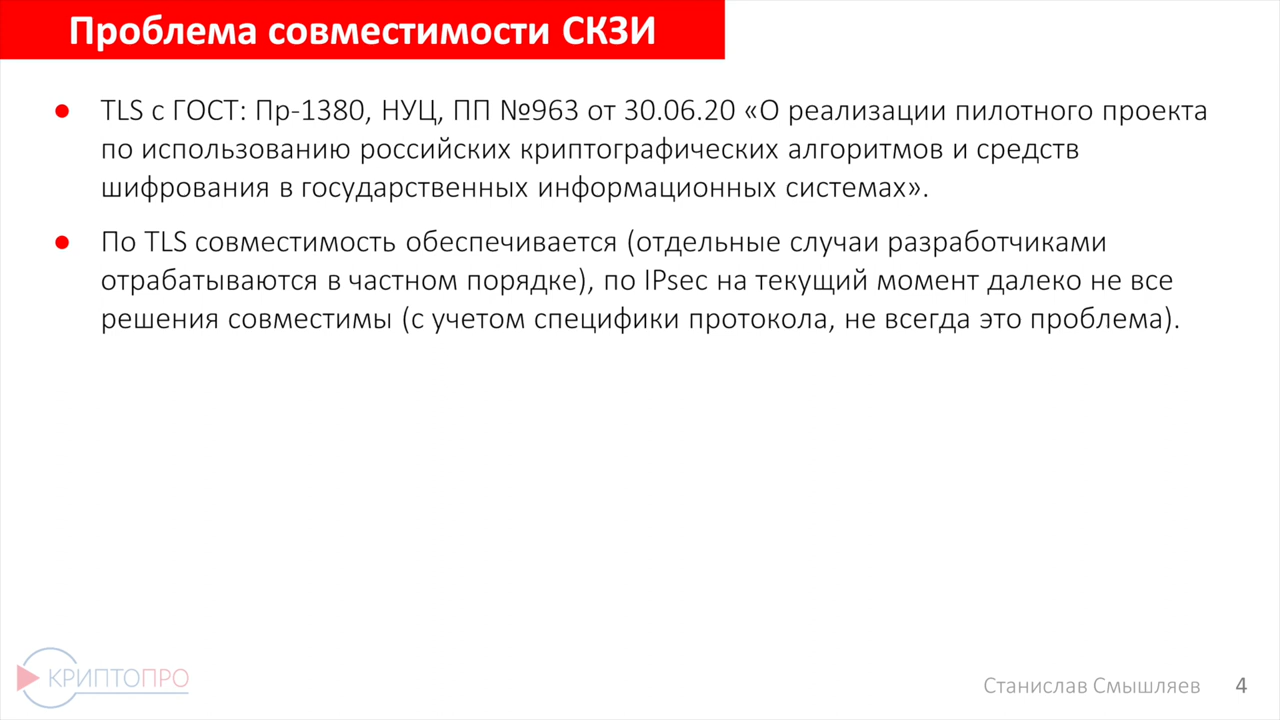 Проблема совместимости СКЗИ
● TLS с ГОСТ: Пр-1380, НУЦ, ПП №963 от 30.06.20 «О реализации пилотного проекта
по использованию российских криптографических алгоритмов и средств
шифрования в государственных информационных системах».
● По TLS совместимость обеспечивается (отдельные случаи разработчиками
отрабатываются в частном порядке), по IPsec на текущий момент далеко не все
решения совместимы (с учетом специфики протокола, не всегда это проблема).
КРИПТОПРО
Станислав Смышляев 4